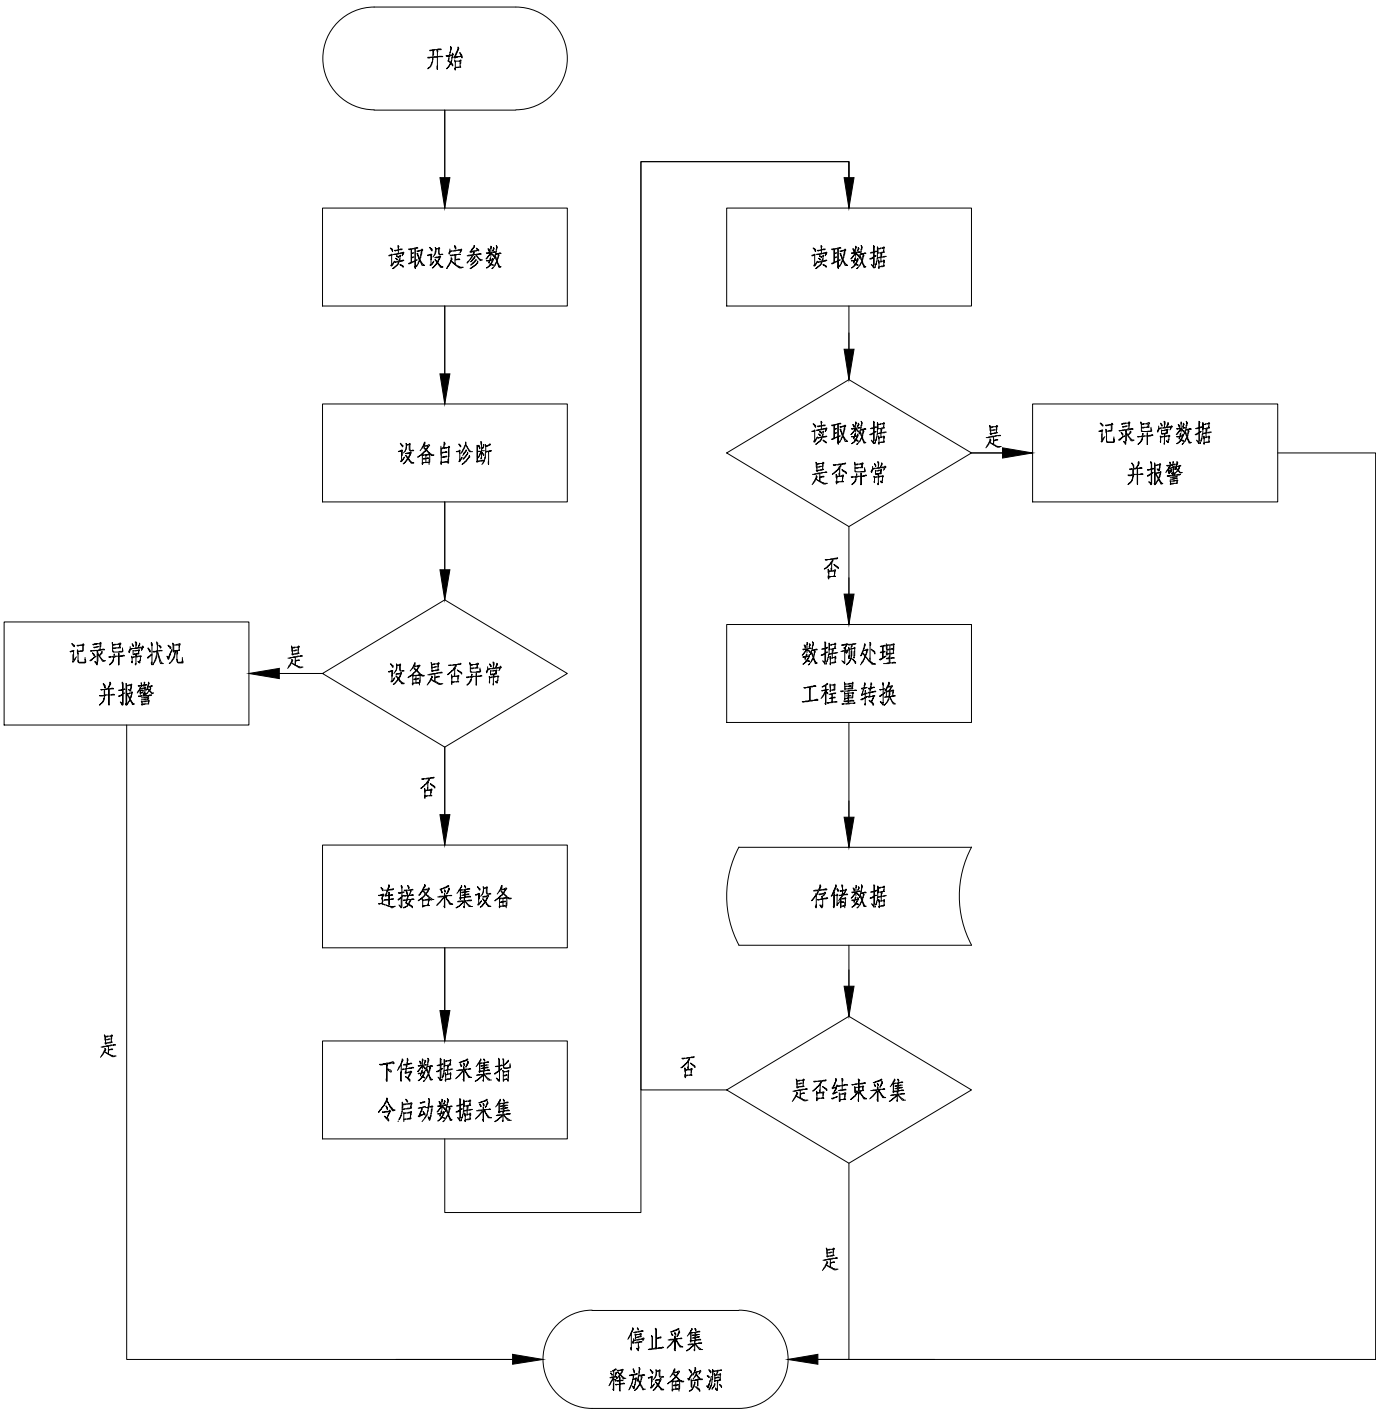 开始
读取设定参数
设备自诊断
设备是否异常
是
记录异常状况
并报警
否
连接各采集设备
下传数据采集指
令启动数据采集
是
读取数据
读取数据
是否异常
是
记录异常数据
并报警
否
数据预处理
工程量转换
存储数据
是否结束采集
否
是
停止采集
释放设备资源